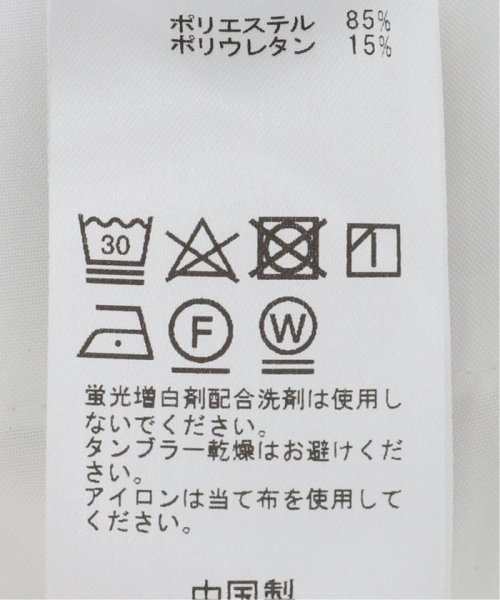 ポリエステル 85%
ポリウレタン 15%
30
F
W
蛍光増白剤配合洗剤は使用し
ないでください。
タンブラー乾燥はお避けくだ
さい。
アイロンは当て布を使用して
ください。
中国製